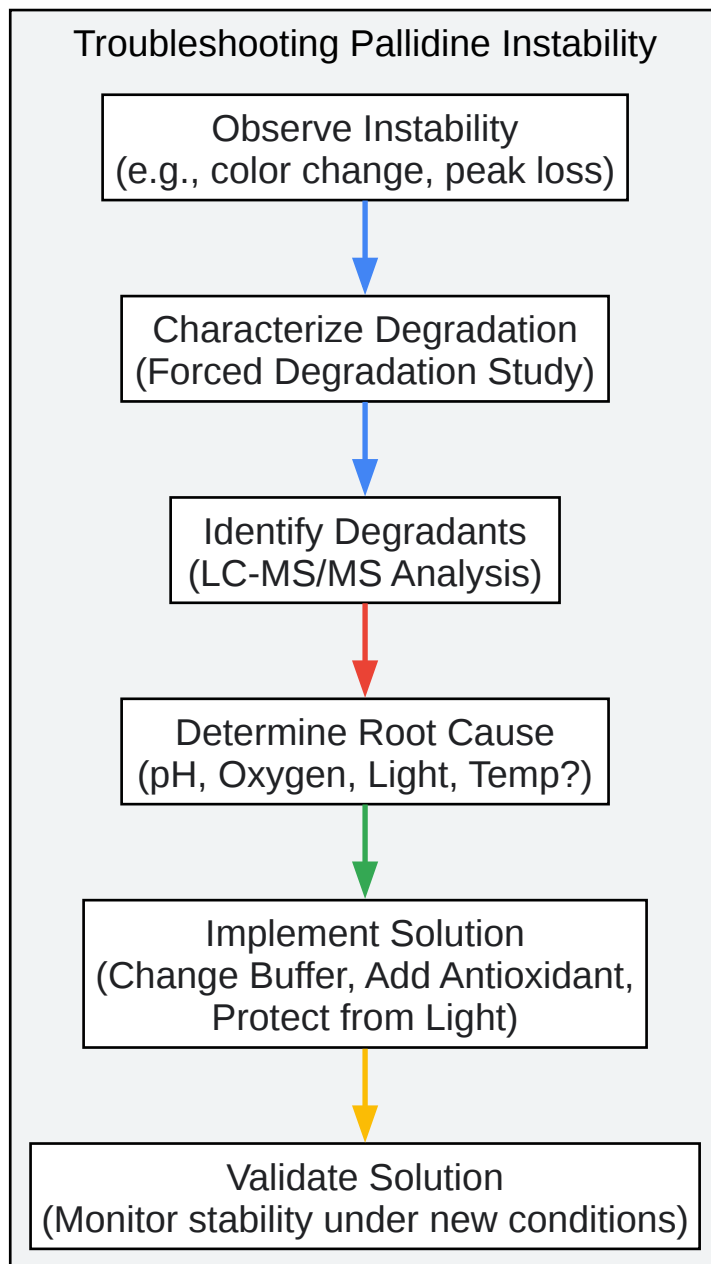 Troubleshooting Pallidine Instability
Observe Instability
(e.g., color change, peak loss)
Characterize Degradation
(Forced Degradation Study)
Identify Degradants
(LC-MS/MS Analysis)
Determine Root Cause
(pH, Oxygen, Light, Temp?)
Implement Solution
(Change Buffer, Add Antioxidant,
Protect from Light)
Validate Solution
(Monitor stability under new conditions)